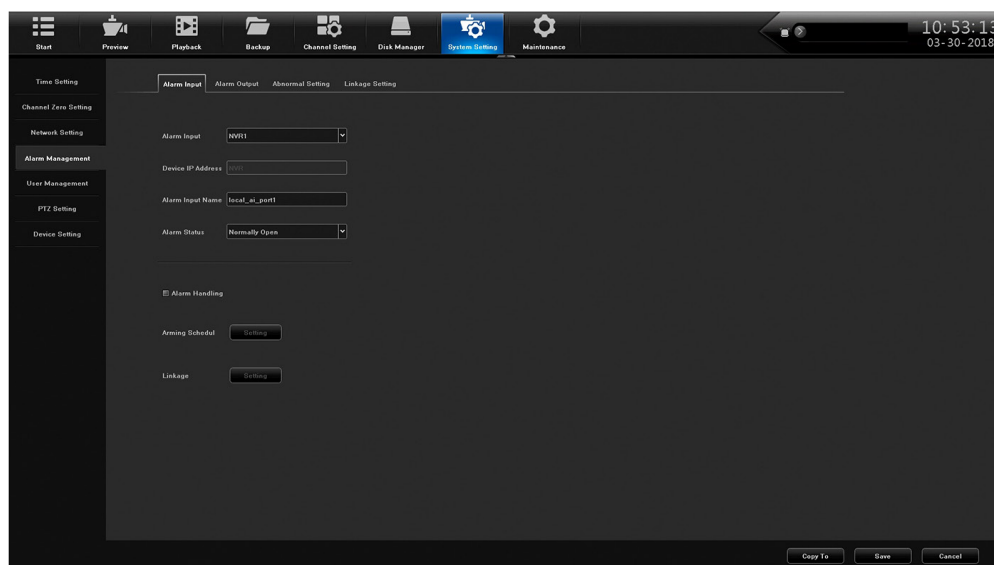 Start Preview Playback Backup Channel Setting Disk Manager System Setting Maintenance
10:53:13
03-30-2018
Time Setting
Channel Zero Setting
Network Setting
Alarm Management
User Management
PTZ Setting
Device Setting
Alarm Input Alarm Output Abnormal Setting Linkage Setting
Alarm Input NVR1
Device IP Address NVR
Alarm Input Name local_ai_port1
Alarm Status Normally Open
Alarm Handling
Arming Schedul Setting
Linkage Setting
Copy To Save Cancel